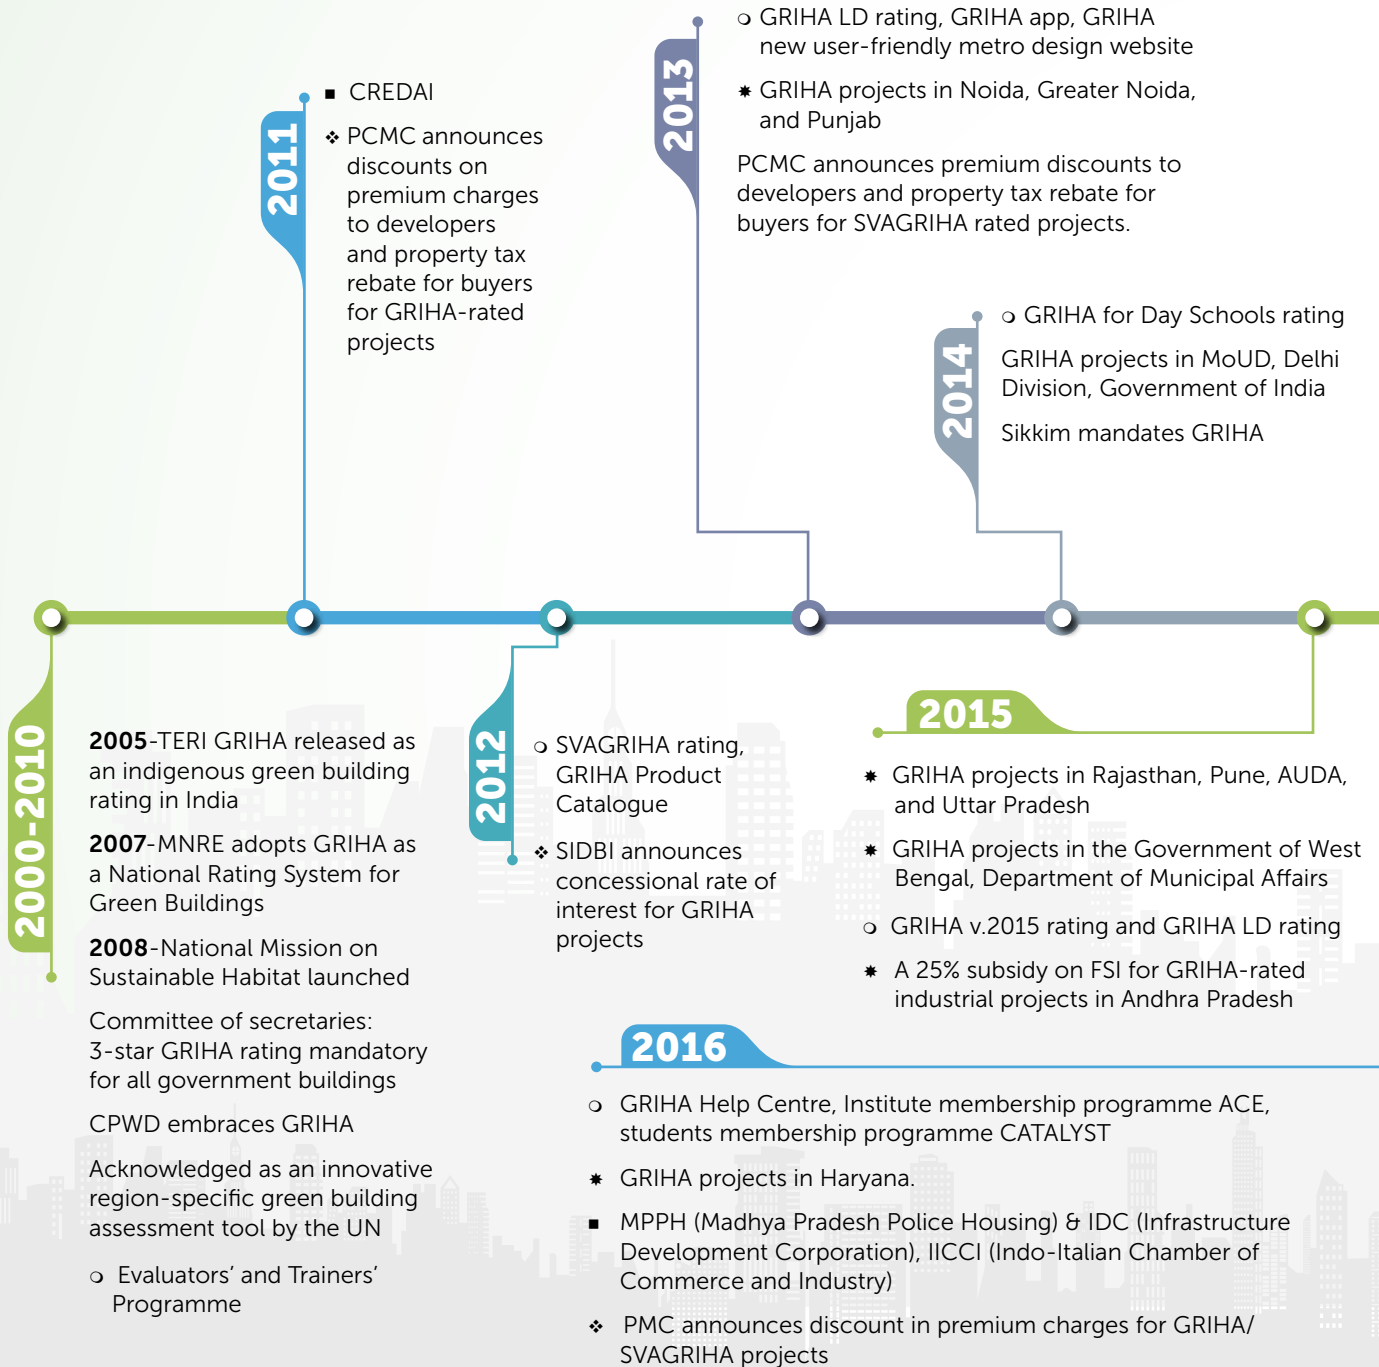 2011
■ CREDAI
❖ PCMC announces
discounts on
premium charges
to developers
and property tax
rebate for buyers
for GRIHA-rated
projects
2013
❍ GRIHA LD rating, GRIHA app, GRIHA
new user-friendly metro design website
✸ GRIHA projects in Noida, Greater Noida,
and Punjab
PCMC announces premium discounts to
developers and property tax rebate for
buyers for SVAGRIHA rated projects.
2014
❍ GRIHA for Day Schools rating
GRIHA projects in MoUD, Delhi
Division, Government of India
Sikkim mandates GRIHA
2000-2010
2005-TERI GRIHA released as
an indigenous green building
rating in India
2007-MNRE adopts GRIHA as
a National Rating System for
Green Buildings
2008-National Mission on
Sustainable Habitat launched
Committee of secretaries:
3-star GRIHA rating mandatory
for all government buildings
CPWD embraces GRIHA
Acknowledged as an innovative
region-specific green building
assessment tool by the UN
❍ Evaluators’ and Trainers’
Programme
2012
❍ SVAGRIHA rating,
GRIHA Product
Catalogue
❖ SIDBI announces
concessional rate of
interest for GRIHA
projects
2015
✸ GRIHA projects in Rajasthan, Pune, AUDA,
and Uttar Pradesh
✸ GRIHA projects in the Government of West
Bengal, Department of Municipal Affairs
❍ GRIHA v.2015 rating and GRIHA LD rating
✸ A 25% subsidy on FSI for GRIHA-rated
industrial projects in Andhra Pradesh
2016
❍ GRIHA Help Centre, Institute membership programme ACE,
students membership programme CATALYST
✸ GRIHA projects in Haryana.
■ MPPH (Madhya Pradesh Police Housing) & IDC (Infrastructure
Development Corporation), IICCI (Indo-Italian Chamber of
Commerce and Industry)
❖ PMC announces discount in premium charges for GRIHA/
SVAGRIHA projects